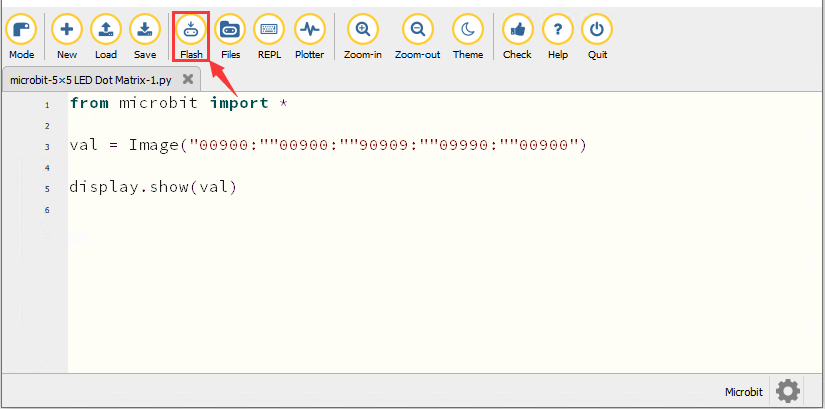 Mode New Load Save Flash Files REPL Plotter Zoom-in Zoom-out Theme Check Help Quit
microbit-5×5 LED Dot Matrix-1.py
1 from microbit import *
2
3 val = Image("00900:""00900:""90909:""09990:""00900")
4
5 display.show(val)
6
Microbit